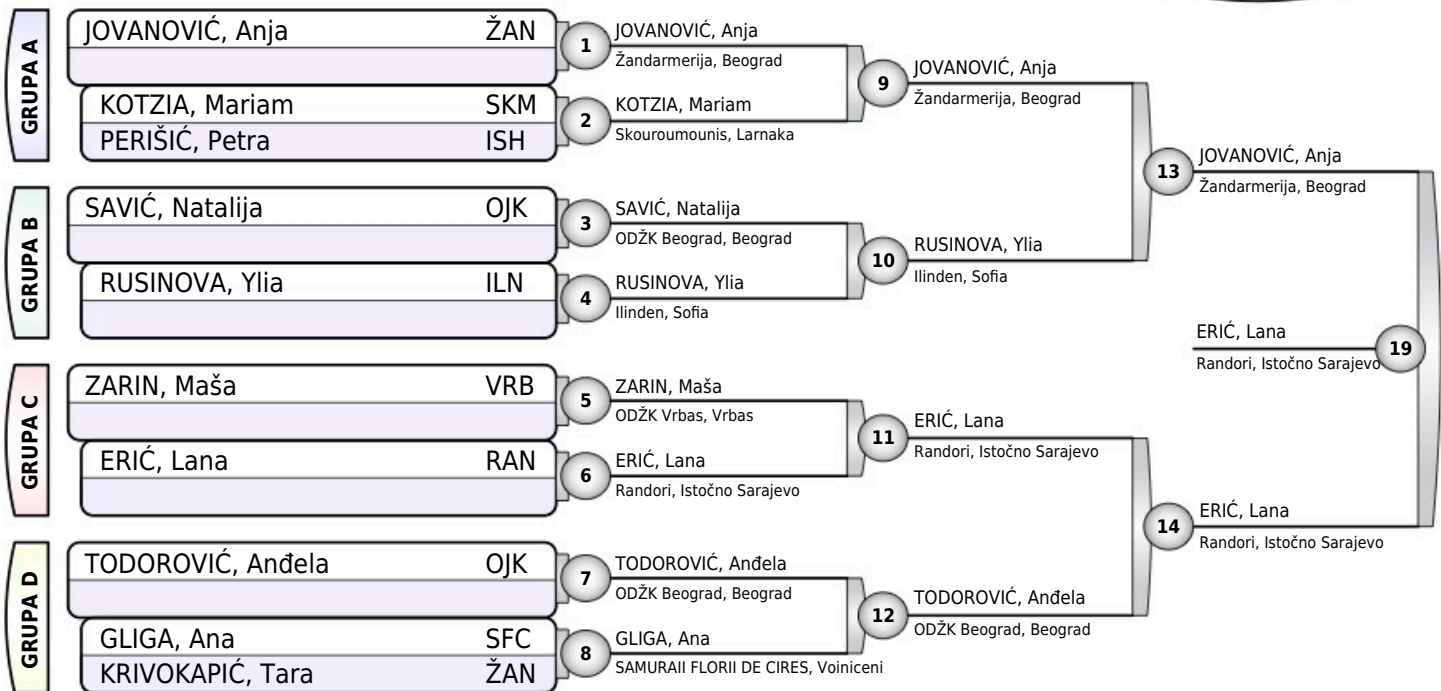 GRUPA A
JOVANOVIĆ, Anja ŽAN
KOTZIA, Mariam SKM
PERIŠIĆ, Petra ISH
GRUPA B
SAVIĆ, Natalija OJK
RUSINOVA, Ylia ILN
GRUPA C
ZARIN, Maša VRB
ERIĆ, Lana RAN
GRUPA D
TODOROVIĆ, Anđela OJK
GLIGA, Ana SFC
KRIVOKAPIĆ, Tara ŽAN
1
JOVANOVIĆ, Anja
Žandarmerija, Beograd
2
KOTZIA, Mariam
Skouroumounis, Larnaka
3
SAVIĆ, Natalija
ODŽK Beograd, Beograd
4
RUSINOVA, Ylia
Ilinden, Sofia
5
ZARIN, Maša
ODŽK Vrbas, Vrbas
6
ERIĆ, Lana
Randori, Istočno Sarajevo
7
TODOROVIĆ, Anđela
ODŽK Beograd, Beograd
8
GLIGA, Ana
SAMURAII FLORII DE CIRES, Voiniceni
9
JOVANOVIĆ, Anja
Žandarmerija, Beograd
10
RUSINOVA, Ylia
Ilinden, Sofia
11
ERIĆ, Lana
Randori, Istočno Sarajevo
12
TODOROVIĆ, Anđela
ODŽK Beograd, Beograd
13
JOVANOVIĆ, Anja
Žandarmerija, Beograd
14
ERIĆ, Lana
Randori, Istočno Sarajevo
ERIĆ, Lana
Randori, Istočno Sarajevo
19